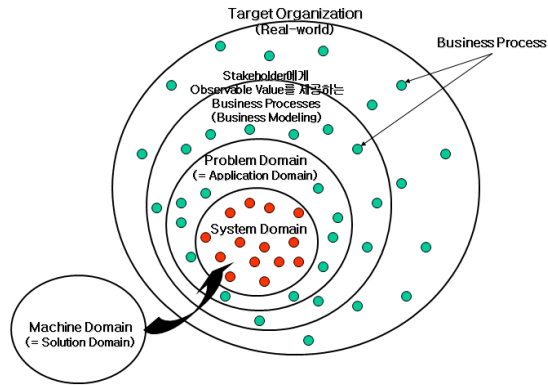 Target Organization
(Real-world)
Business Process
Stakeholder에게
Observable Value를 제공하는
Business Processes
(Business Modeling)
Problem Domain
(= Application Domain)
System Domain
Machine Domain
(= Solution Domain)